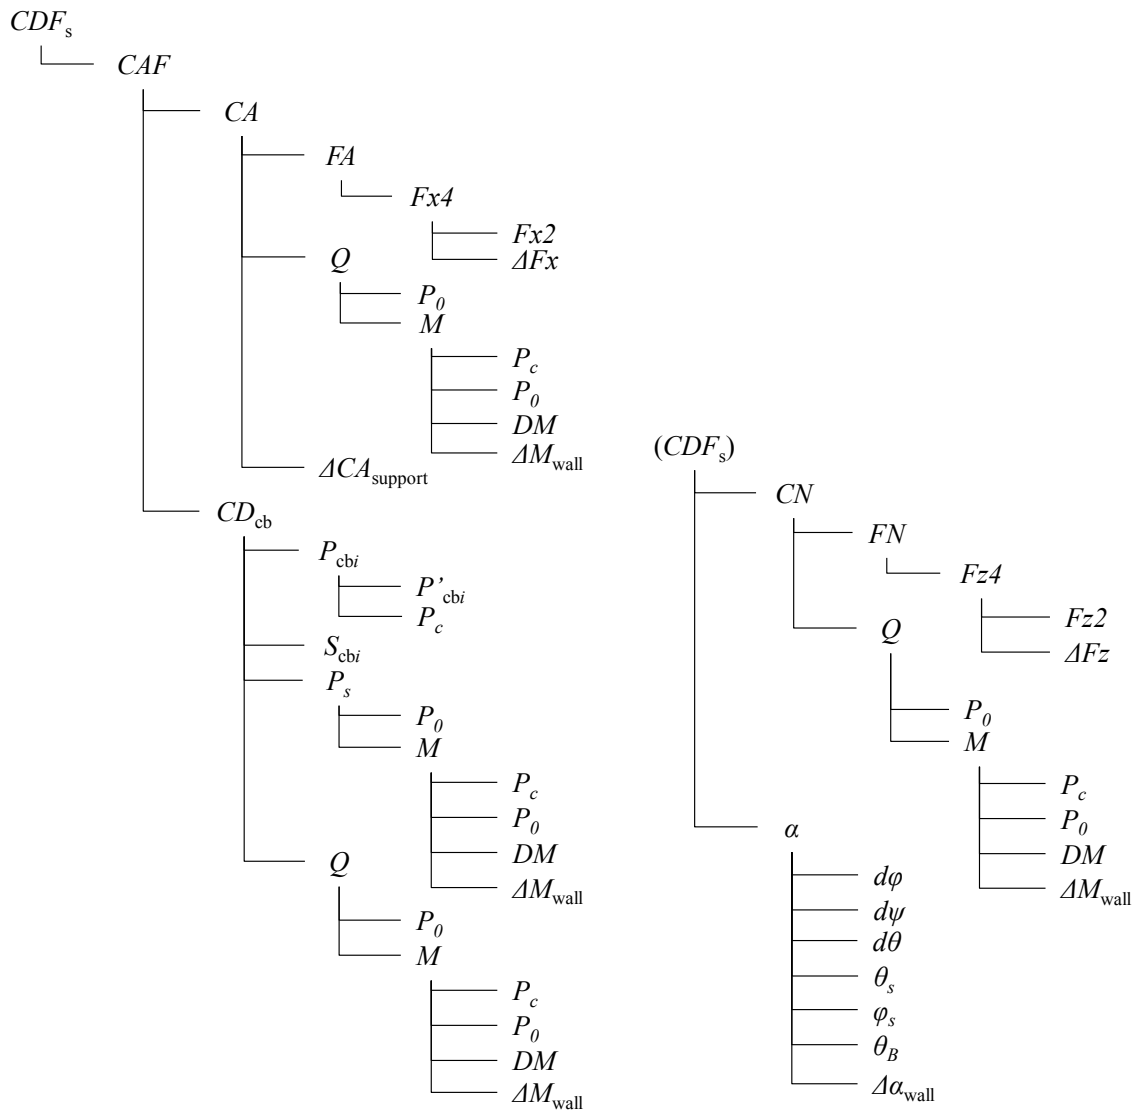 CDFs
CAF
CA
FA
Fx4
Fx2
ΔFx
Q
P0
M
Pc
P0
DM
ΔMwall
ΔCAsupport
CDcb
Pcbi
P’cbi
Pc
Scbi
Ps
P0
M
Pc
P0
DM
ΔMwall
Q
P0
M
Pc
P0
DM
ΔMwall
(CDFs)
CN
FN
Fz4
Fz2
ΔFz
Q
P0
M
Pc
P0
DM
ΔMwall
α
dφ
dψ
dθ
θs
φs
θB
Δαwall